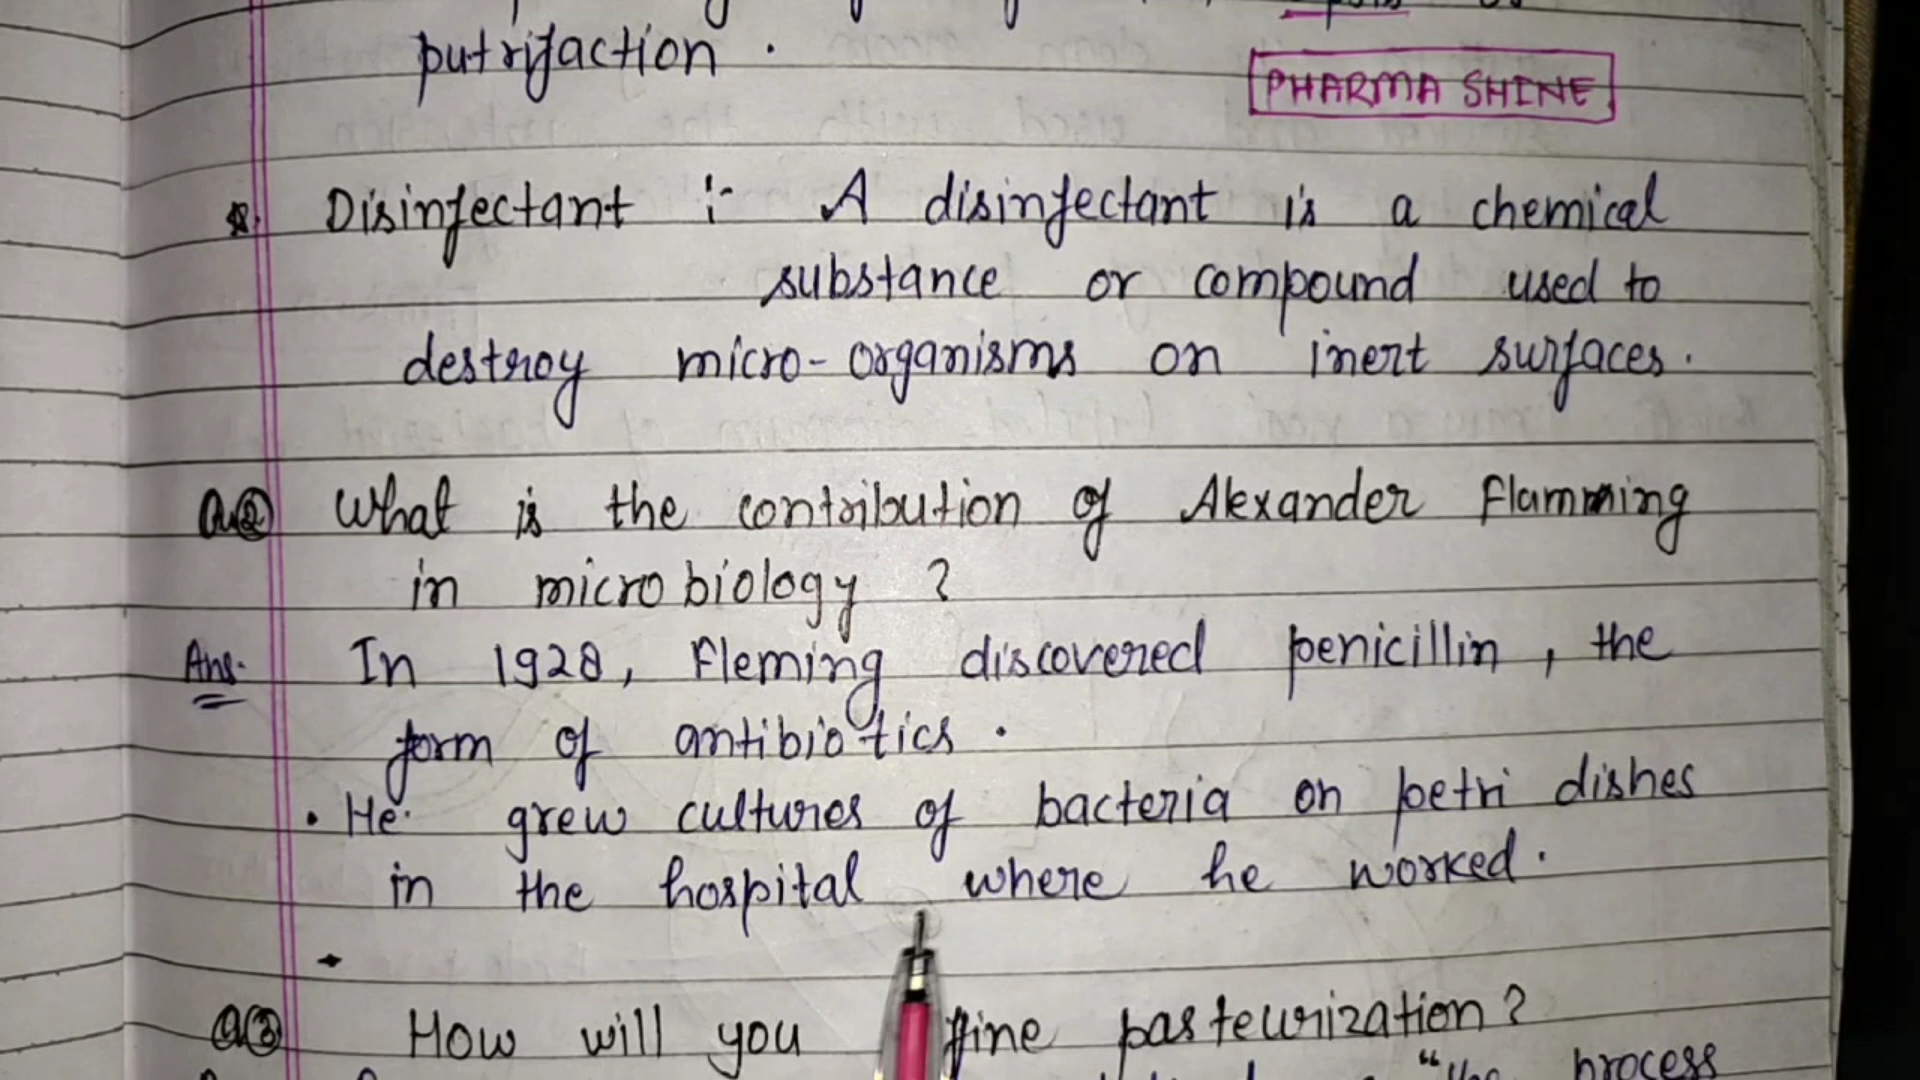 putrifaction .
PHARMA SHINE
Disinfectant :- A disinfectant is a chemical
substance or compound used to
destroy micro-organisms on inert surfaces.
Q.2 What is the contribution of Alexander Flamming
in microbiology ?
Ans. In 1928, Fleming discovered penicillin, the
form of antibiotics .
• He grew cultures of bacteria on petri dishes
in the hospital where he worked.
Q.3 How will you fine pasteurization ?
“the process